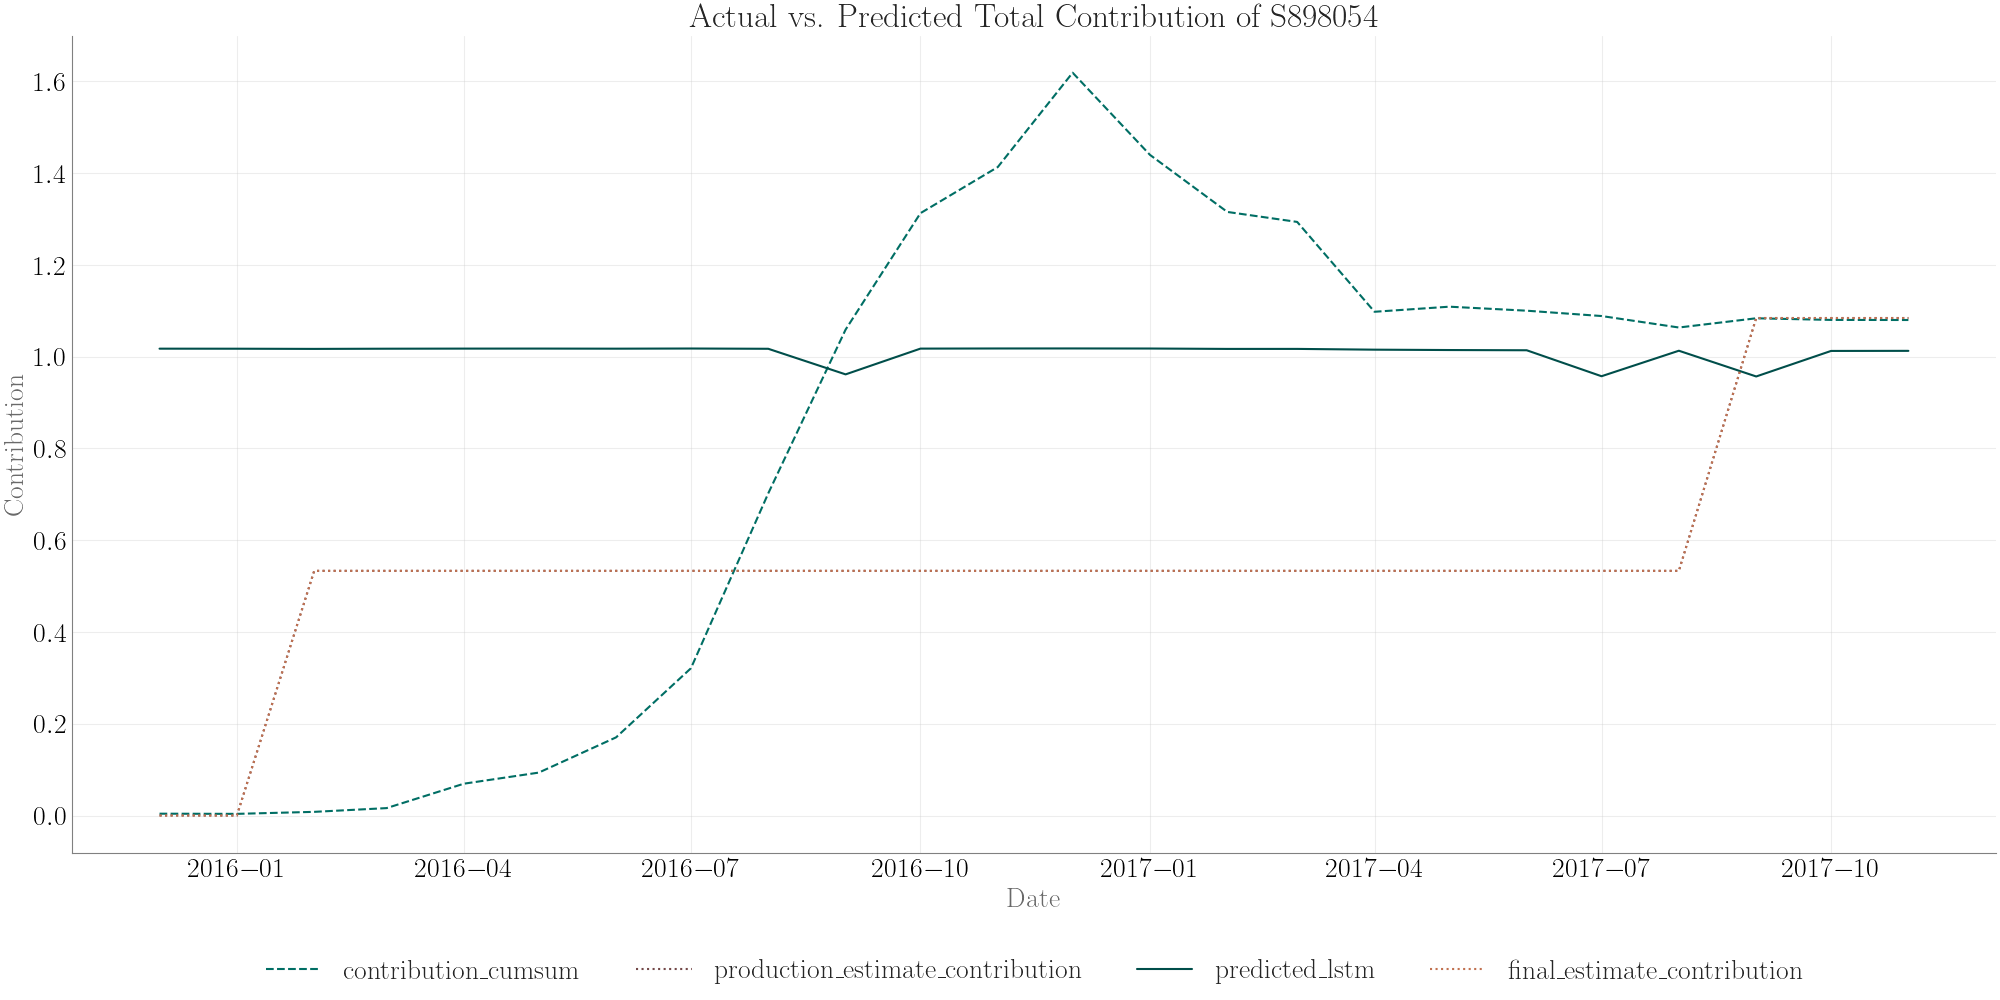 Actual vs. Predicted Total Contribution of S898054
Contribution
1.6
1.4
1.2
1.0
0.8
0.6
0.4
0.2
0.0
2016−01 2016−04 2016−07 2016−10 2017−01 2017−04 2017−07 2017−10
Date
contribution_cumsum production_estimate_contribution predicted_lstm final_estimate_contribution